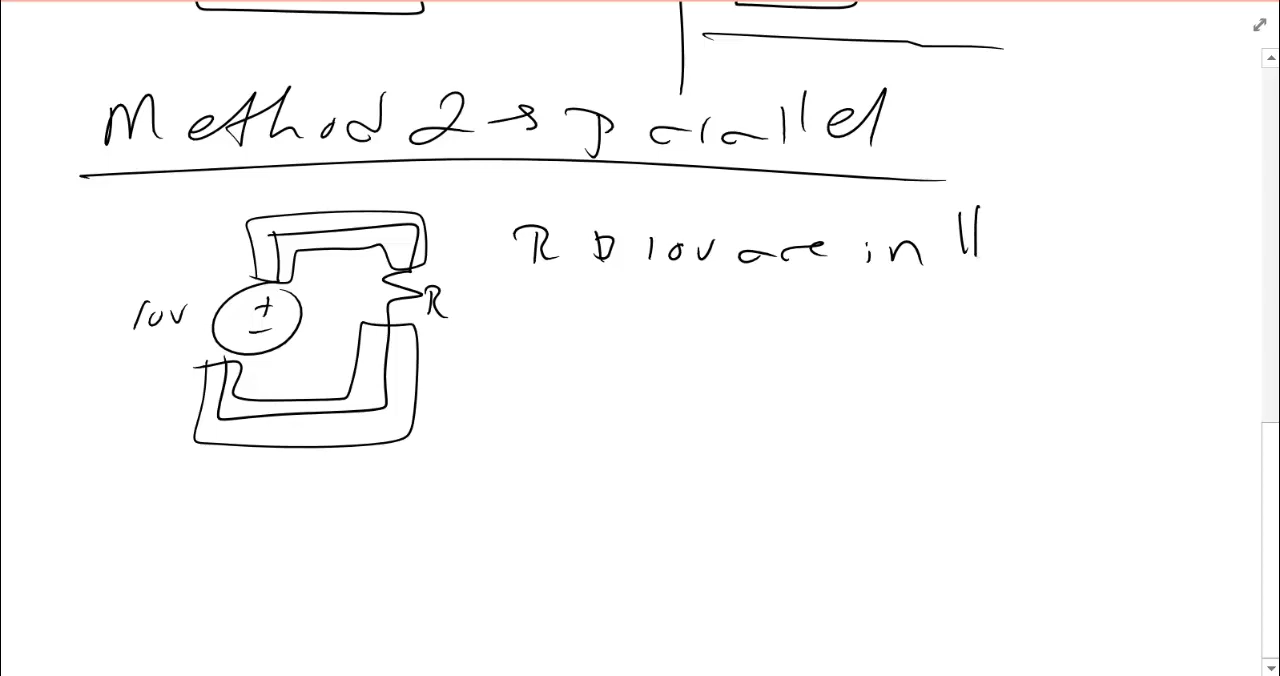 Method 2 → parallel
R & 10V are in ||
10V
+
R
-